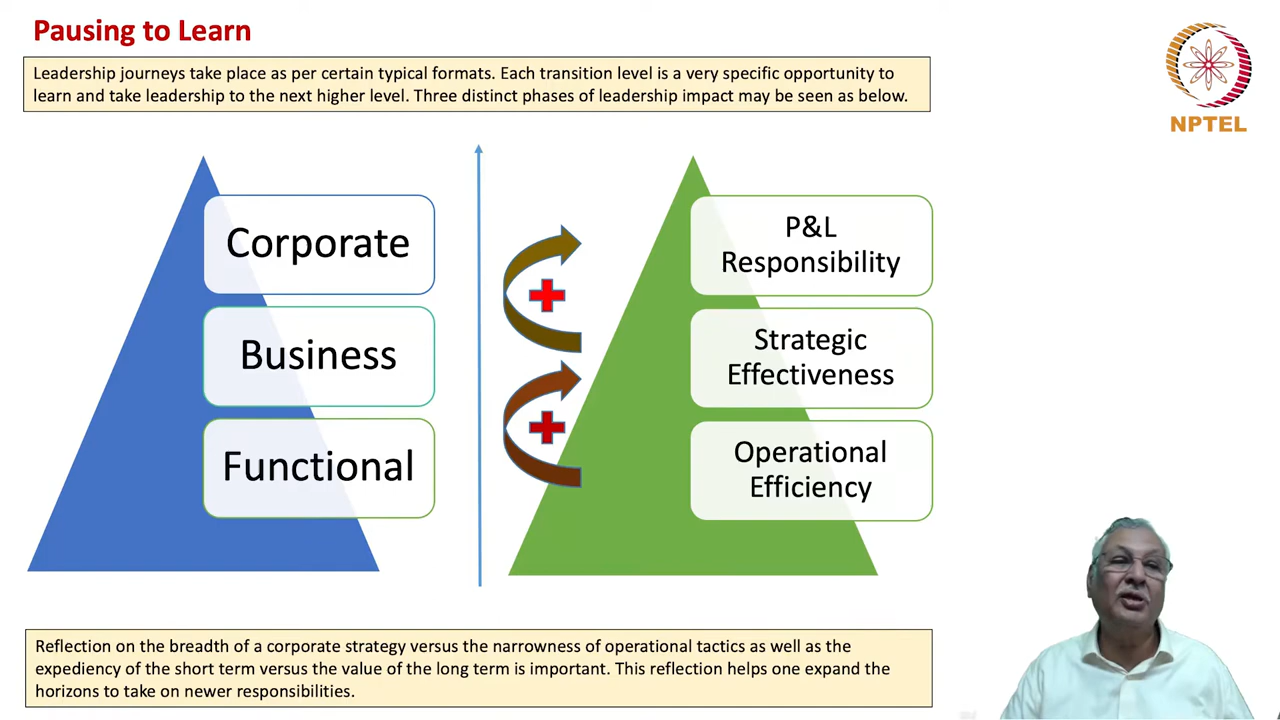 Pausing to Learn
Leadership journeys take place as per certain typical formats. Each transition level is a very specific opportunity to
learn and take leadership to the next higher level. Three distinct phases of leadership impact may be seen as below.
NPTEL
Corporate
Business
Functional
P&L
Responsibility
Strategic
Effectiveness
Operational
Efficiency
Reflection on the breadth of a corporate strategy versus the narrowness of operational tactics as well as the
expediency of the short term versus the value of the long term is important. This reflection helps one expand the
horizons to take on newer responsibilities.